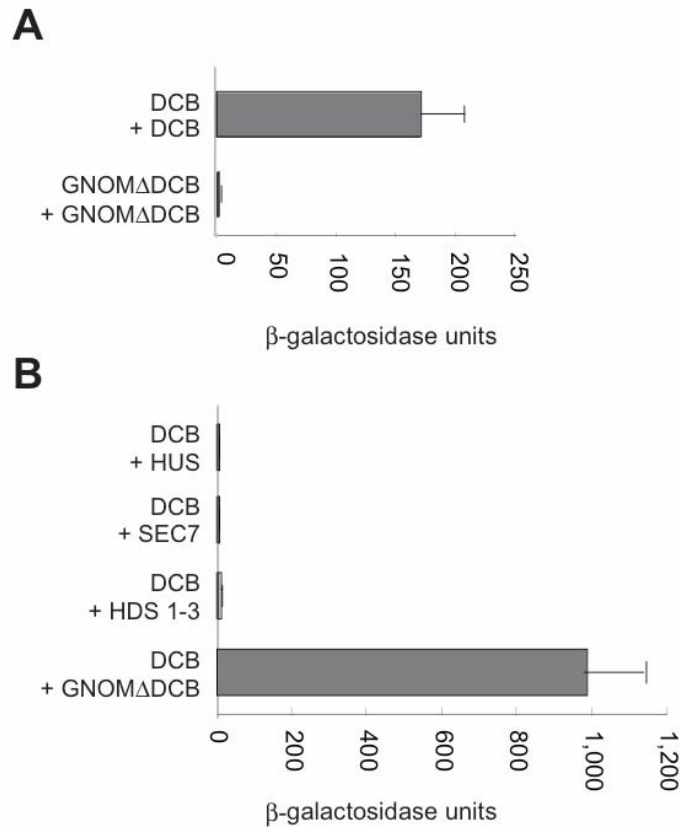 A
DCB
+ DCB
GNOMΔDCB
+ GNOMΔDCB
0
50
100
150
200
250
β-galactosidase units
B
DCB
+ HUS
DCB
+ SEC7
DCB
+ HDS 1-3
DCB
+ GNOMΔDCB
0
200
400
600
800
1,000
1,200
β-galactosidase units